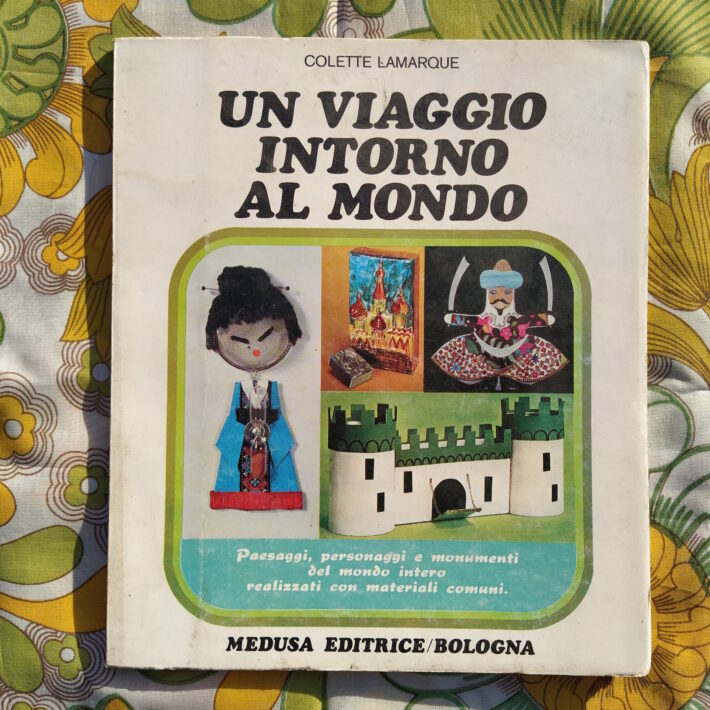 COLETTE LAMARQUE
UN VIAGGIO
INTORNO
AL MONDO
Paesaggi, personaggi e monumenti
del mondo intero
realizzati con materiali comuni.
MEDUSA EDITRICE/BOLOGNA